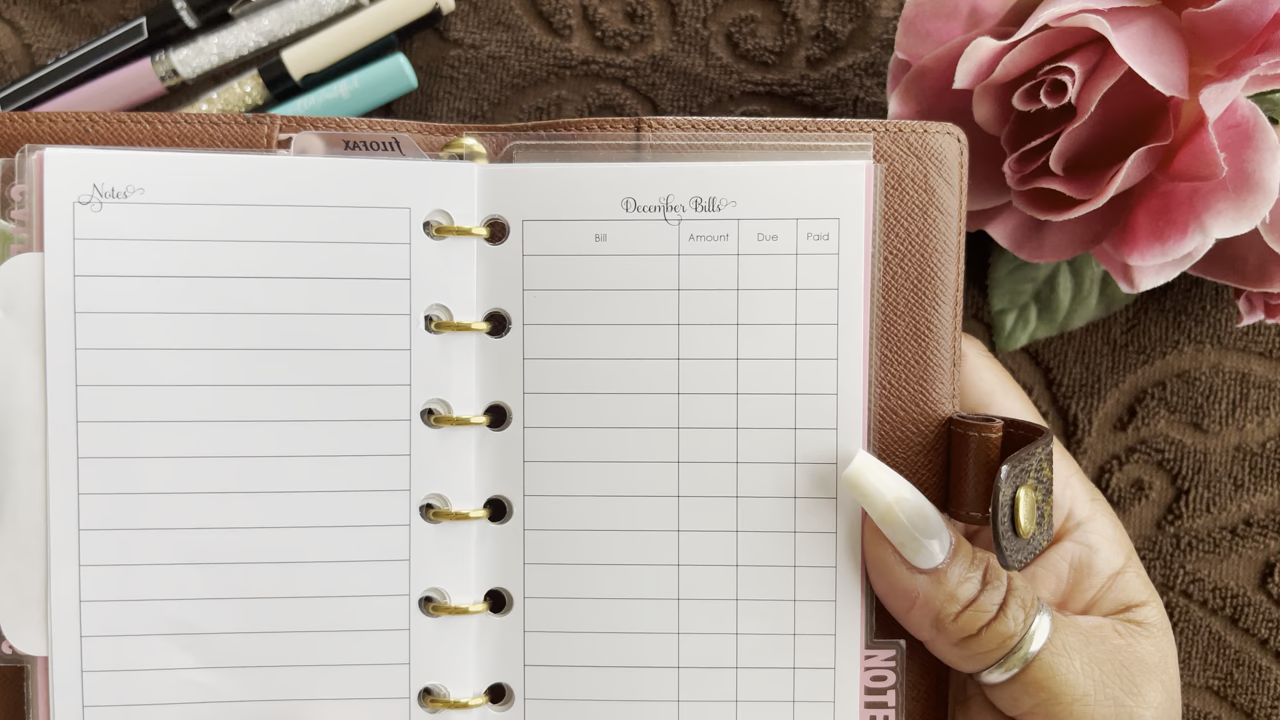 FILOFAX
Notes
December Bills
Bill Amount Due Paid
NOTE